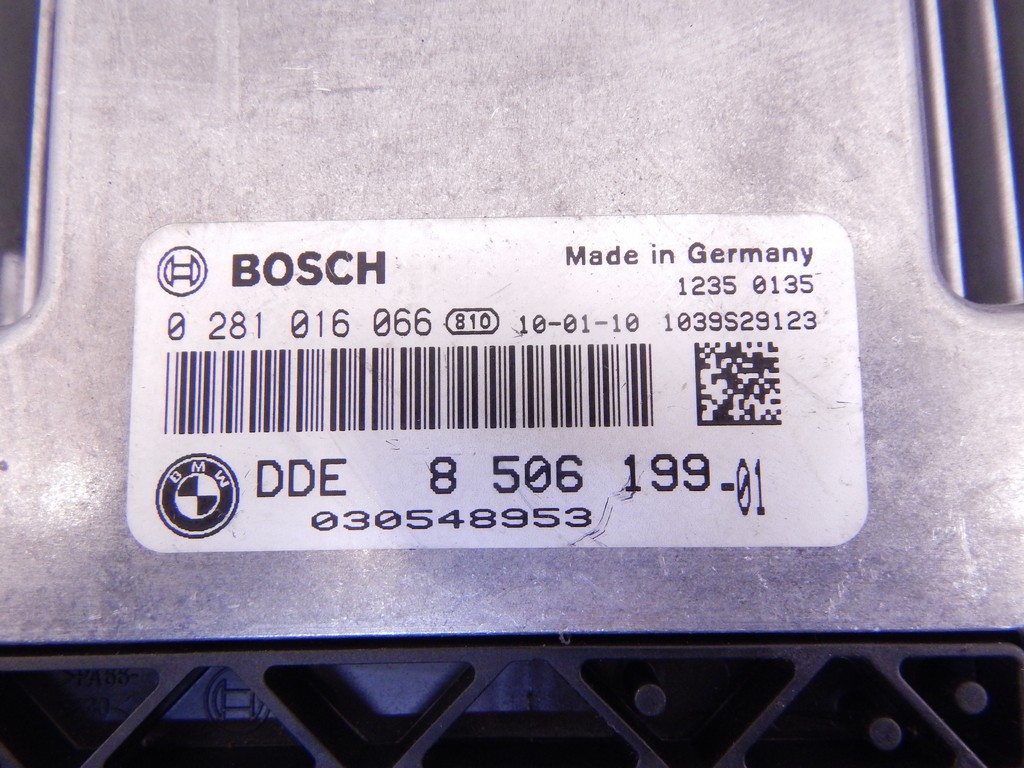 BOSCH Made in Germany
1235 0135
0 281 016 066 810 10-01-10 1039S29123
BMW DDE 8 506 199-01
030548953